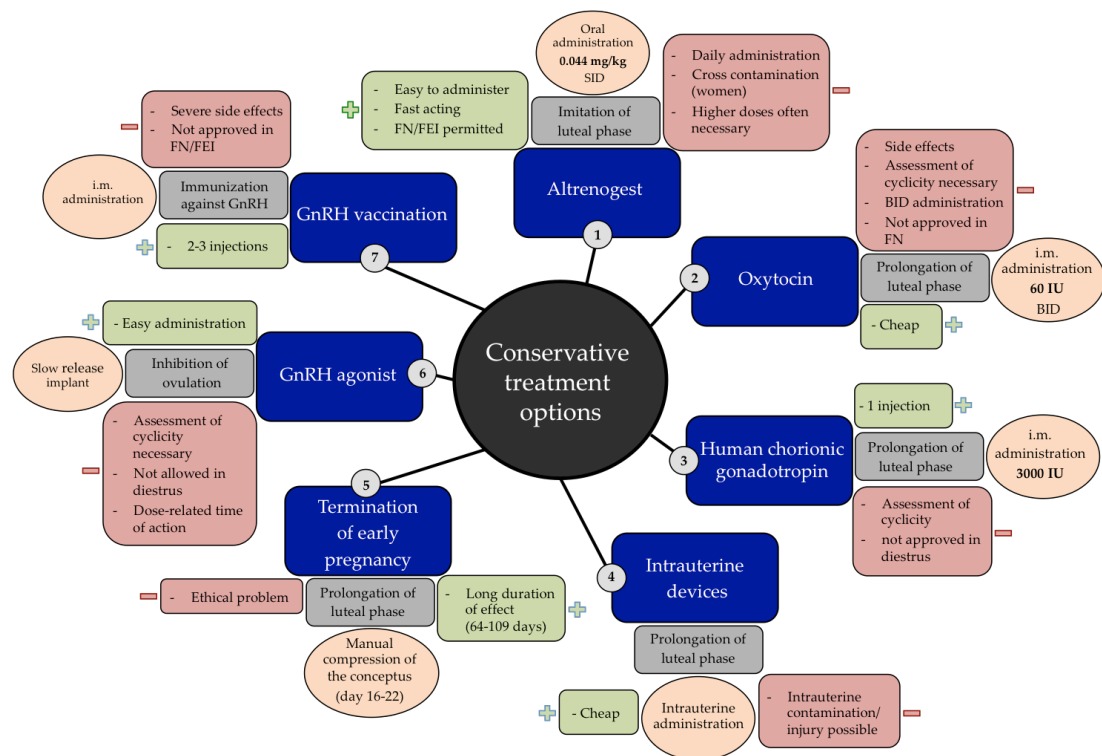 Conservative
treatment
options
1
Altrenogest
Imitation of
luteal phase
Oral
administration
0.044 mg/kg
SID
- Easy to administer
- Fast acting
- FN/FEI permitted
- Daily administration
- Cross contamination
(women)
- Higher doses often
necessary
2
Oxytocin
Prolongation of
luteal phase
i.m.
administration
60 IU
BID
- Side effects
- Assessment of
cyclicity necessary
- BID administration
- Not approved in
FN
- Cheap
3
Human chorionic
gonadotropin
Prolongation of
luteal phase
i.m.
administration
3000 IU
- 1 injection
- Assessment of
cyclicity
- not approved in
diestrus
4
Intrauterine
devices
Prolongation of
luteal phase
Intrauterine
administration
- Cheap
- Intrauterine
contamination/
injury possible
5
Termination
of early
pregnancy
Prolongation of
luteal phase
Manual
compression of
the conceptus
(day 16-22)
- Ethical problem
- Long duration
of effect
(64-109 days)
6
GnRH agonist
Inhibition of
ovulation
Slow release
implant
- Easy administration
- Assessment of
cyclicity
necessary
- Not allowed in
diestrus
- Dose-related time
of action
7
GnRH vaccination
Immunization
against GnRH
i.m.
administration
- Severe side effects
- Not approved in
FN/FEI
- 2-3 injections